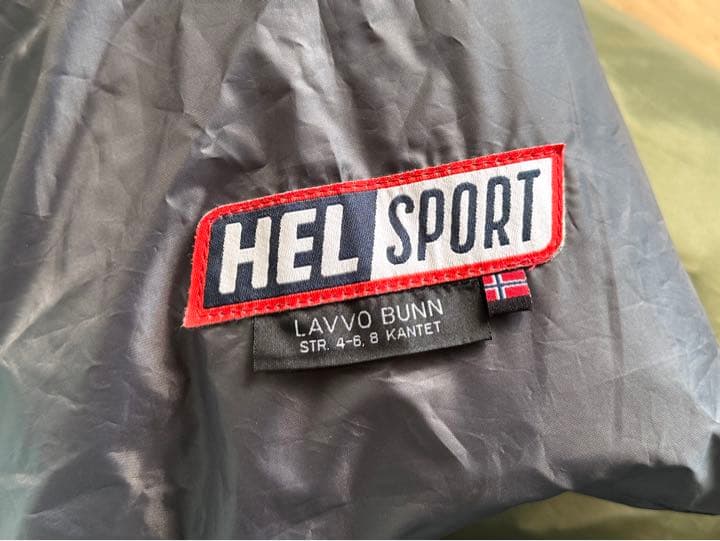 HEL SPORT
LAVVO BUNN
STR. 4-6, 8 KANTET